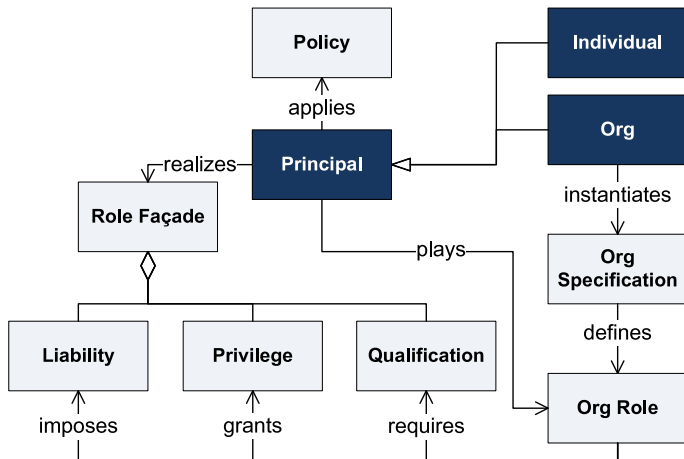 Policy
Individual
applies
Org
realizes
Principal
instantiates
Role Façade
plays
Org
Specification
defines
Liability
Privilege
Qualification
Org Role
imposes
grants
requires